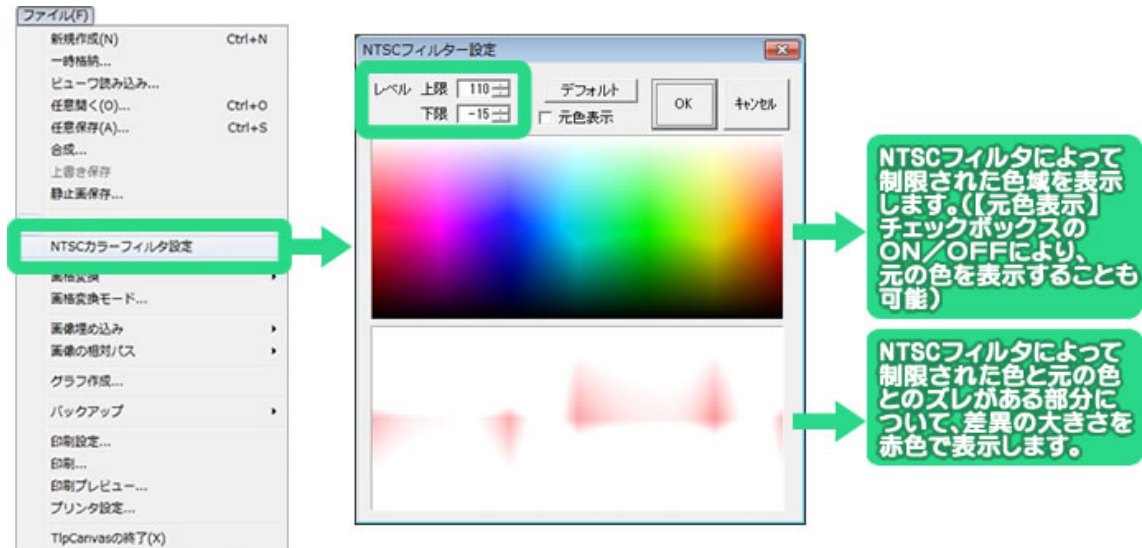 ファイル(F)
新規作成(N) Ctrl+N
一時格納...
ビューワ読み込み...
任意開く(O)... Ctrl+O
任意保存(A)... Ctrl+S
合成...
上書き保存
静止画保存...
NTSCカラーフィルタ設定
画格変換
画格変換モード...
画像埋め込み
画像の相対パス
グラフ作成...
バックアップ
印刷設定...
印刷...
印刷プレビュー...
プリンタ設定...
TlpCanvasの終了(X)
NTSCフィルター設定
レベル 上限 110
下限 -15
デフォルト
元色表示
OK
キャンセル
NTSCフィルタによって
制限された色域を表示
します。(【元色表示】
チェックボックスの
ON/OFFにより、
元の色を表示することも
可能)
NTSCフィルタによって
制限された色と元の色
とのズレがある部分に
ついて、差異の大きさを
赤色で表示します。